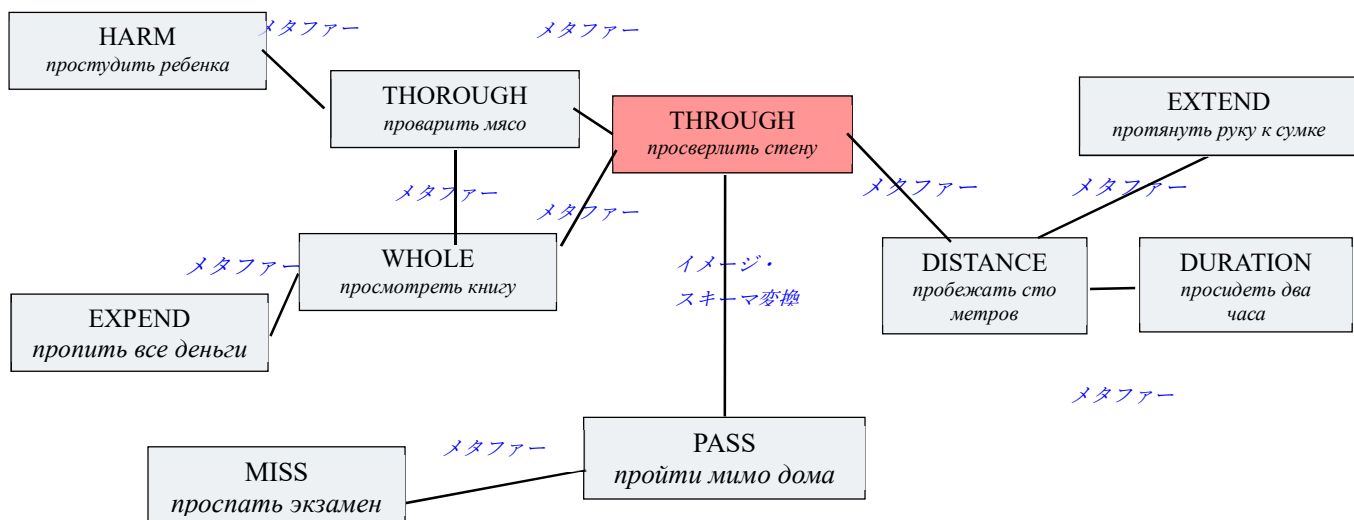 HARM
простудить ребенка
メタファー
メタファー
THOROUGH
проварить мясо
THROUGH
просверлить стену
EXTEND
протянуть руку к сумке
メタファー
メタファー
メタファー
メタファー
WHOLE
просмотреть книгу
メタファー
イメージ・
スキーマ変換
DISTANCE
пробежать сто
метров
DURATION
просидеть два
часа
EXPEND
пропить все деньги
メタファー
PASS
пройти мимо дома
メタファー
MISS
проспать экзамен